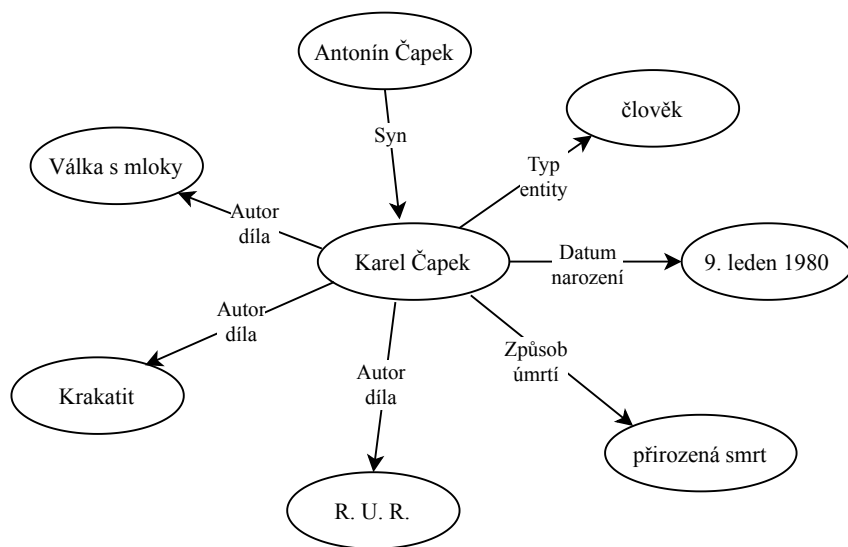 Antonín Čapek
člověk
Syn
Válka s mloky
Typ
entity
Autor
díla
Karel Čapek
Datum
narození
9. leden 1980
Autor
díla
Způsob
úmrtí
Autor
díla
Krakatit
přirozená smrt
R. U. R.